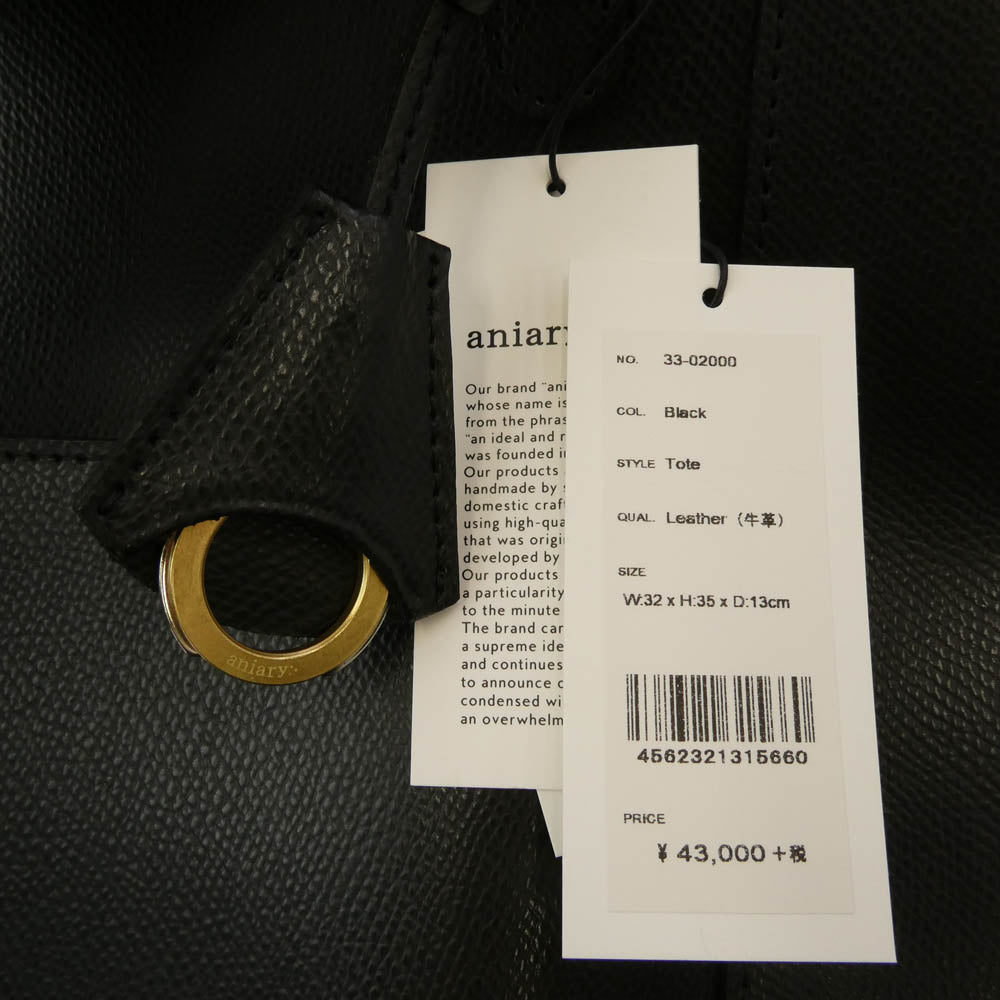 aniary
Our brand "ani
whose name is
from the phras
"an ideal and r
was founded i
Our products
handmade by s
domestic craf
using high-qua
that was origi
developed by
Our products
a particularity
to the minute
The brand car
a supreme ide
and continues
to announce c
condensed wi
an overwhelm
aniary:-
NO. 33-02000
COL. Black
STYLE Tote
QUAL. Leather (牛革)
SIZE
W:32 x H:35 x D:13cm
4562321315660
PRICE
¥ 43,000 +税